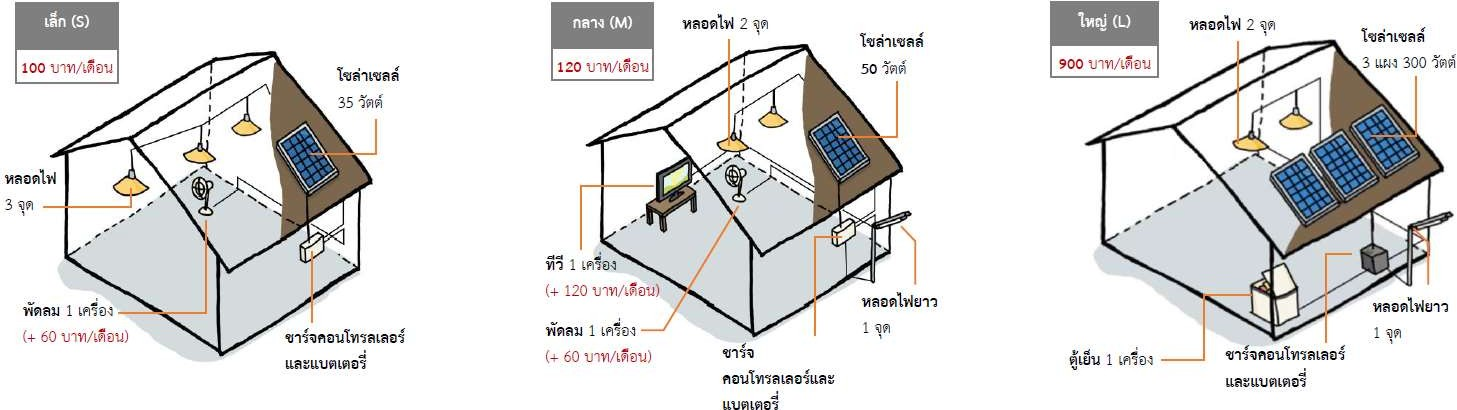 เล็ก (S)
100 บาท/เดือน
โซล่าเซลล์
35 วัตต์
หลอดไฟ
3 จุด
พัดลม 1 เครื่อง
(+ 60 บาท/เดือน)
ชาร์จคอนโทรลเลอร์
และแบตเตอรี่
กลาง (M)
120 บาท/เดือน
หลอดไฟ 2 จุด
โซล่าเซลล์
50 วัตต์
ทีวี 1 เครื่อง
(+ 120 บาท/เดือน)
พัดลม 1 เครื่อง
(+ 60 บาท/เดือน)
หลอดไฟยาว
1 จุด
ชาร์จ
คอนโทรลเลอร์และ
แบตเตอรี่
ใหญ่ (L)
900 บาท/เดือน
หลอดไฟ 2 จุด
โซล่าเซลล์
3 แผง 300 วัตต์
หลอดไฟยาว
1 จุด
ตู้เย็น 1 เครื่อง
ชาร์จคอนโทรลเลอร์
และแบตเตอรี่